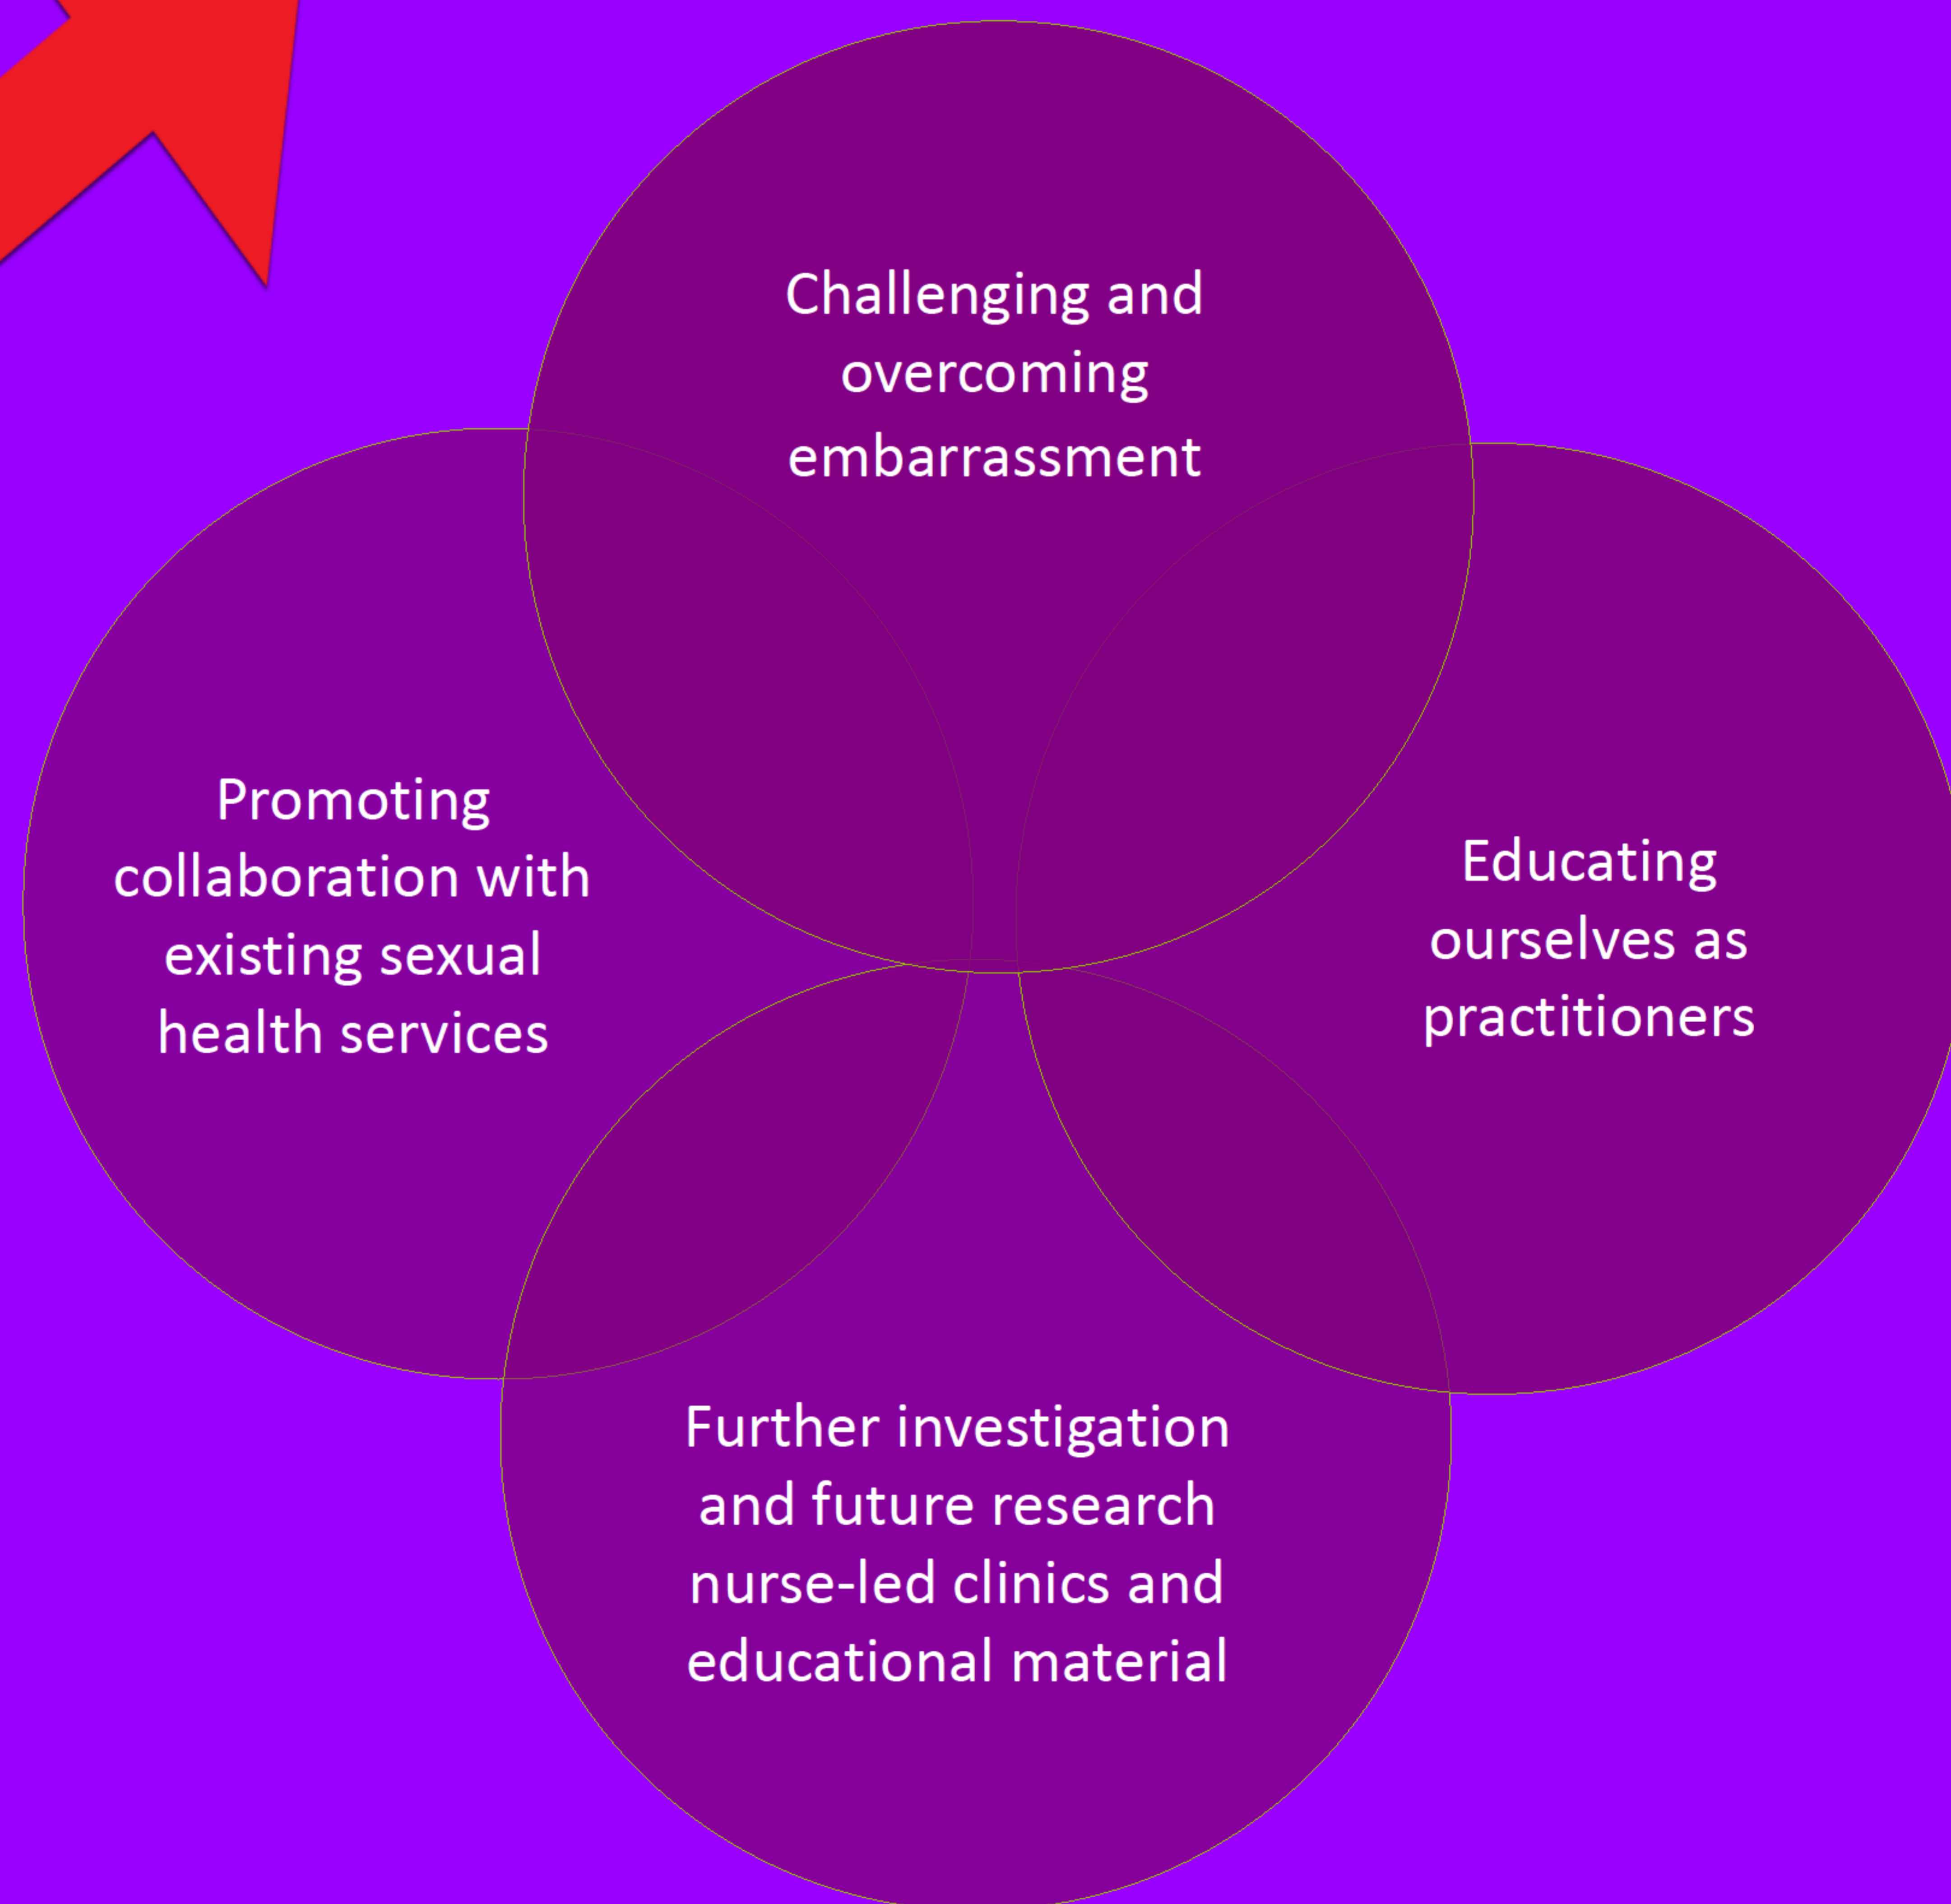 Challenging and
overcoming
embarrassment
Promoting
collaboration with
existing sexual
health services
Educating
ourselves as
practitioners
Further investigation
and future research
nurse-led clinics and
educational material